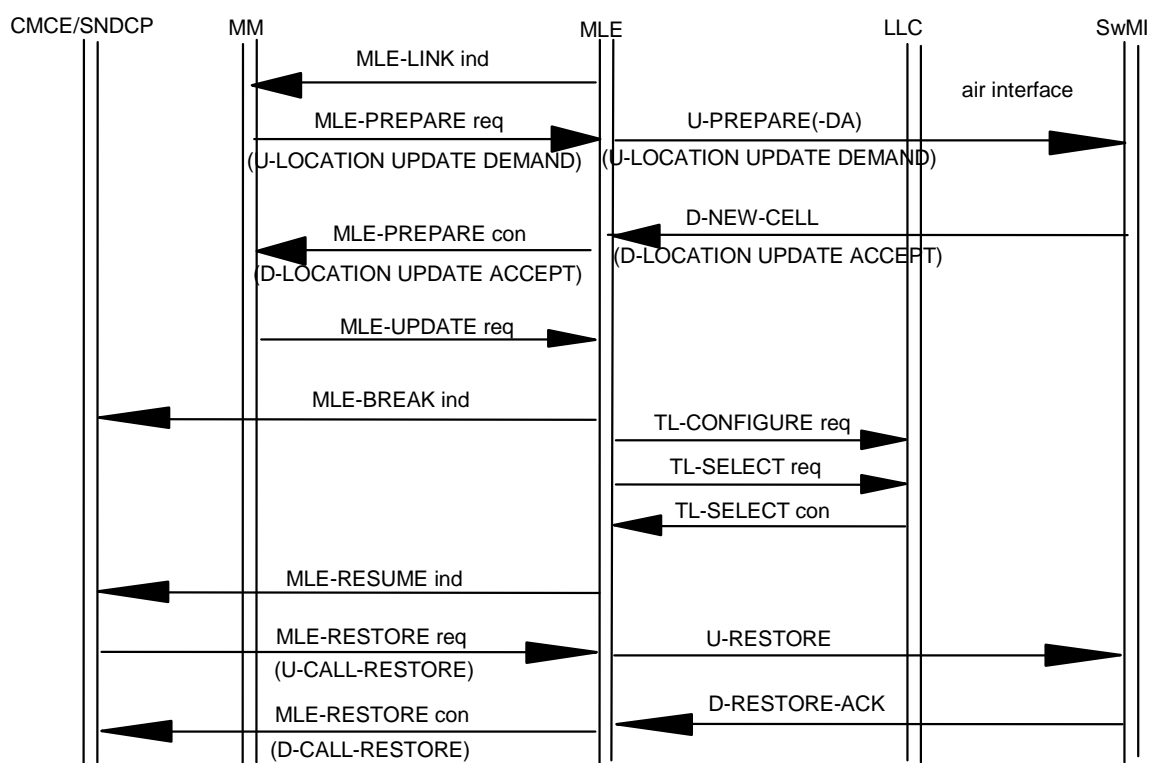 CMCE/SNDCP MM MLE LLC SwMI
MLE-LINK ind
air interface
MLE-PREPARE req U-PREPARE(-DA)
(U-LOCATION UPDATE DEMAND) (U-LOCATION UPDATE DEMAND)
D-NEW-CELL
MLE-PREPARE con
(D-LOCATION UPDATE ACCEPT)
(D-LOCATION UPDATE ACCEPT)
MLE-UPDATE req
MLE-BREAK ind
TL-CONFIGURE req
TL-SELECT req
TL-SELECT con
MLE-RESUME ind
MLE-RESTORE req U-RESTORE
(U-CALL-RESTORE)
MLE-RESTORE con D-RESTORE-ACK
(D-CALL-RESTORE)